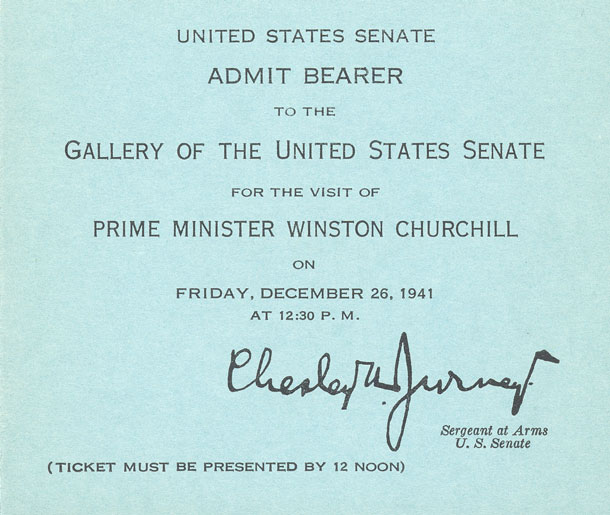 UNITED STATES SENATE
ADMIT BEARER
TO THE
GALLERY OF THE UNITED STATES SENATE
FOR THE VISIT OF
PRIME MINISTER WINSTON CHURCHILL
ON
FRIDAY, DECEMBER 26, 1941
AT 12:30 P. M.
Chesley W. Jurney
Sergeant at Arms
U. S. Senate
(TICKET MUST BE PRESENTED BY 12 NOON)